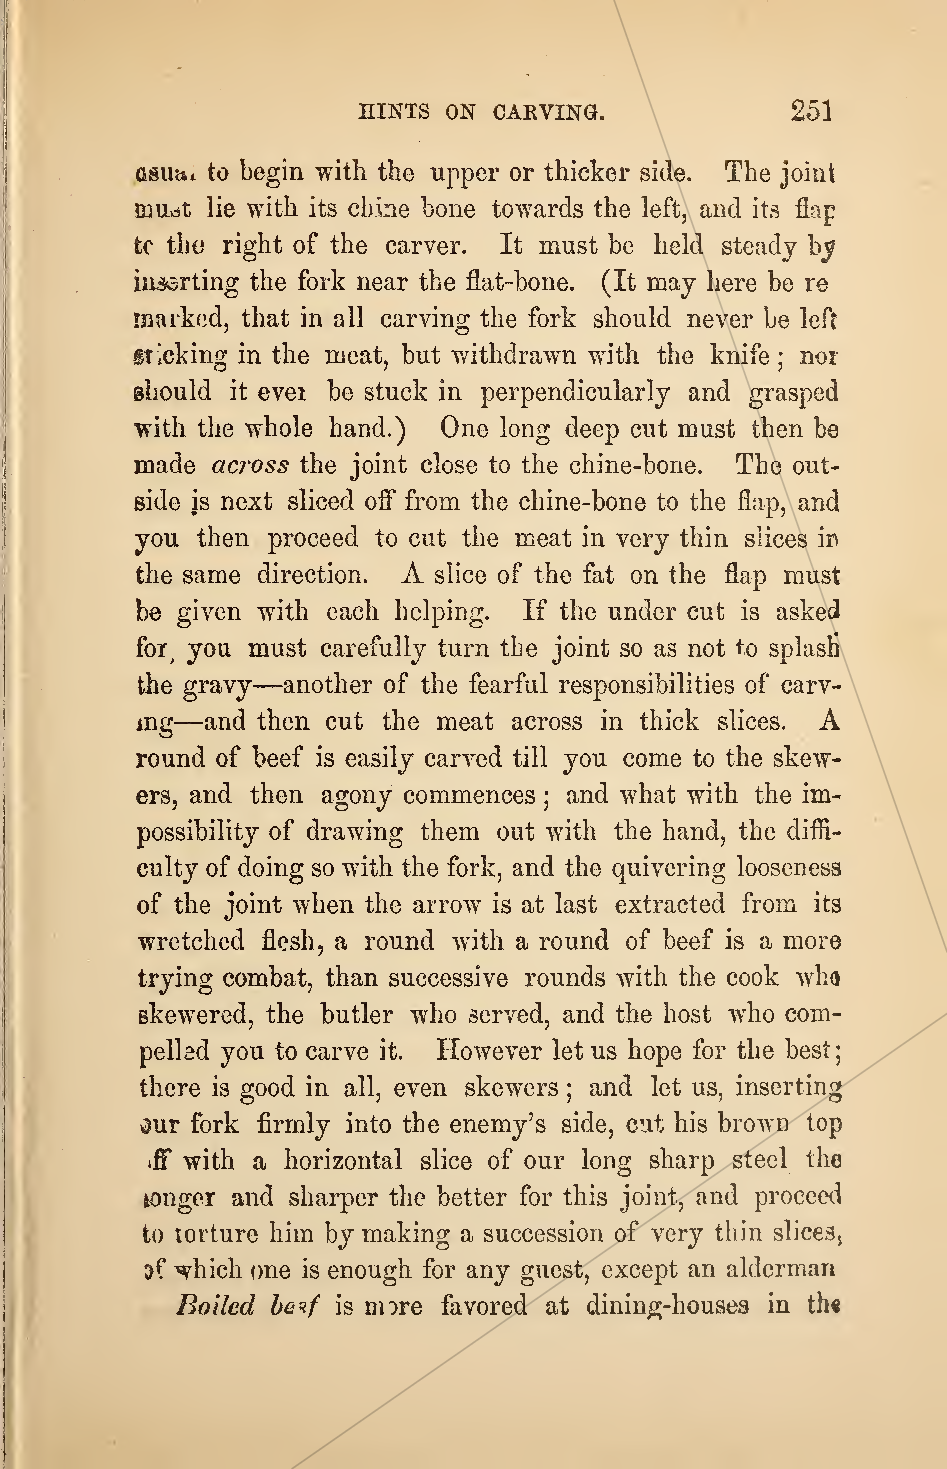 HINTS ON CARVING. 251
usual to begin with the upper or thicker side. The joint
must lie with its chine bone towards the left, and its flap
to the right of the carver. It must be held steady by
inserting the fork near the flat-bone. (It may here be re
marked, that in all carving the fork should never be left
sticking in the meat, but withdrawn with the knife; nor
should it ever be stuck in perpendicularly and grasped
with the whole hand.) One long deep cut must then be
made across the joint close to the chine-bone. The out-
side is next sliced off from the chine-bone to the flap, and
you then proceed to cut the meat in very thin slices in
the same direction. A slice of the fat on the flap must
be given with each helping. If the under cut is asked
for, you must carefully turn the joint so as not to splash
the gravy—another of the fearful responsibilities of carv-
ing—and then cut the meat across in thick slices. A
round of beef is easily carved till you come to the skew-
ers, and then agony commences; and what with the im-
possibility of drawing them out with the hand, the diffi-
culty of doing so with the fork, and the quivering looseness
of the joint when the arrow is at last extracted from its
wretched flesh, a round with a round of beef is a more
trying combat, than successive rounds with the cook who
skewered, the butler who served, and the host who com-
pelled you to carve it. However let us hope for the best;
there is good in all, even skewers; and let us, inserting
our fork firmly into the enemy's side, cut his brown top
off with a horizontal slice of our long sharp steel the
longer and sharper the better for this joint, and proceed
to torture him by making a succession of very thin slices,
of which one is enough for any guest, except an alderman
Boiled beef is more favored at dining-houses in the